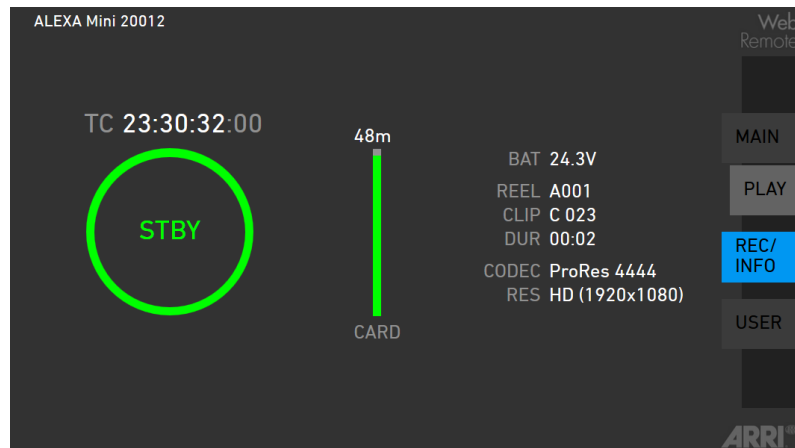 ALEXA Mini 20012
Web
Remote
TC 23:30:32:00
STBY
48m
CARD
BAT 24.3V
REEL A001
CLIP C 023
DUR 00:02
CODEC ProRes 4444
RES HD (1920x1080)
MAIN
PLAY
REC/
INFO
USER
ARRI